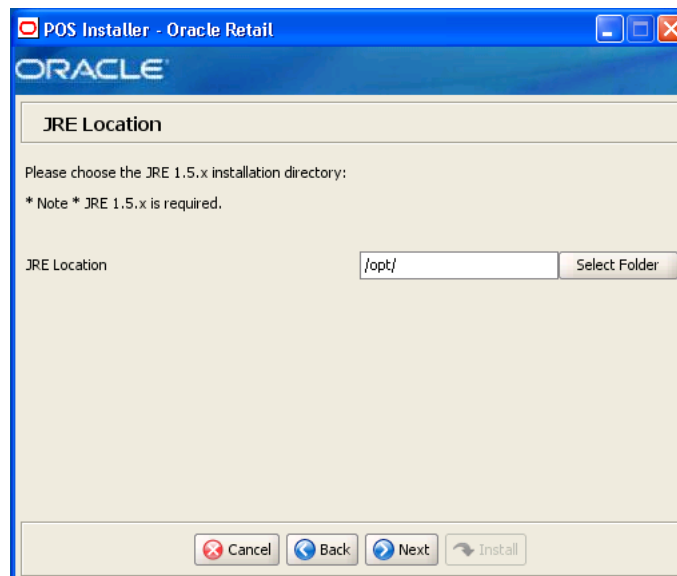 POS Installer - Oracle Retail
ORACLE
JRE Location
Please choose the JRE 1.5.x installation directory:
* Note * JRE 1.5.x is required.
JRE Location /opt/ Select Folder
Cancel Back Next Install